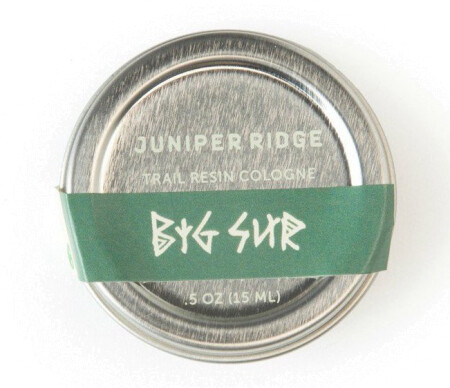 JUNIPER RIDGE
TRAIL RESIN COLOGNE
BIG SUR
.5 OZ (15 ML)